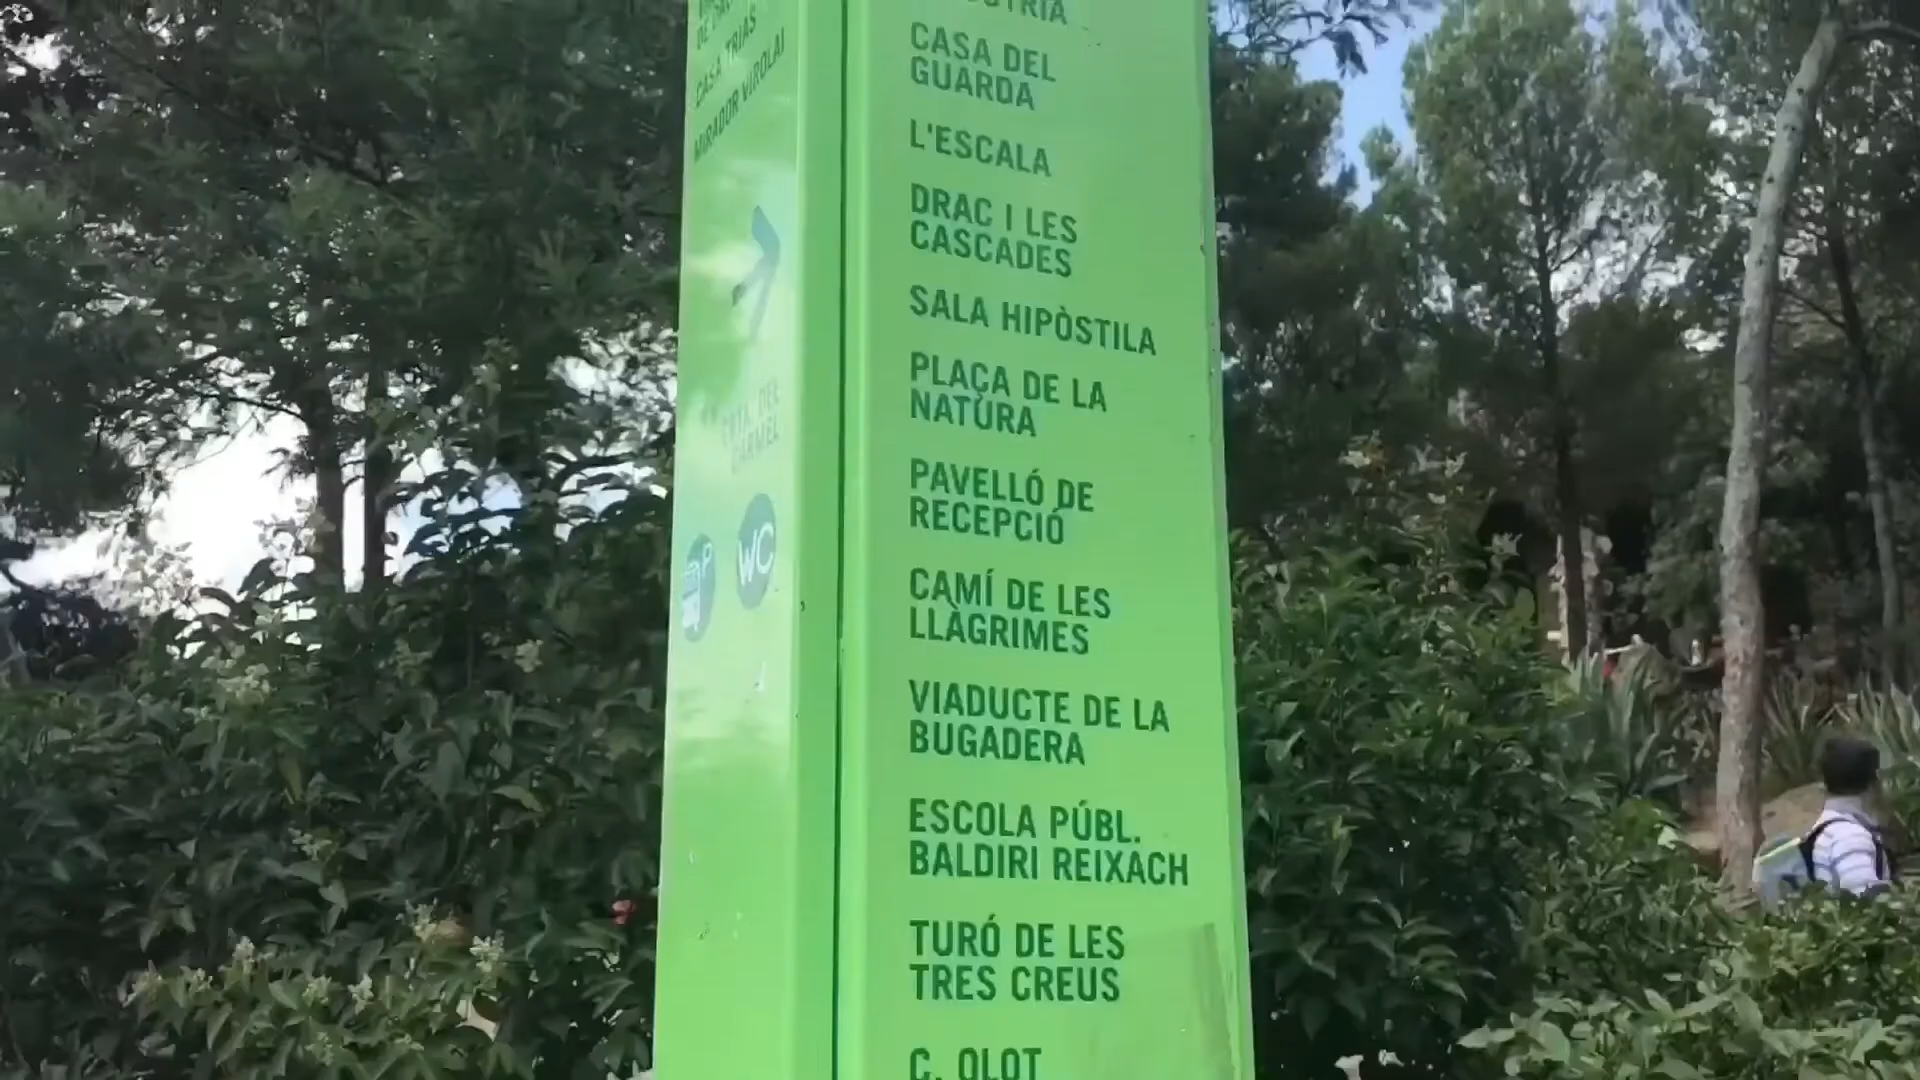 CASA TRIAS
MIRADOR VIROLAI
CTRA. DEL
CARMEL
P
WC
CASA DEL
GUARDA
L'ESCALA
DRAC I LES
CASCADES
SALA HIPÒSTILA
PLAÇA DE LA
NATURA
PAVELLÓ DE
RECEPCIÓ
CAMÍ DE LES
LLÀGRIMES
VIADUCTE DE LA
BUGADERA
ESCOLA PÚBL.
BALDIRI REIXACH
TURÓ DE LES
TRES CREUS
C. OLOT